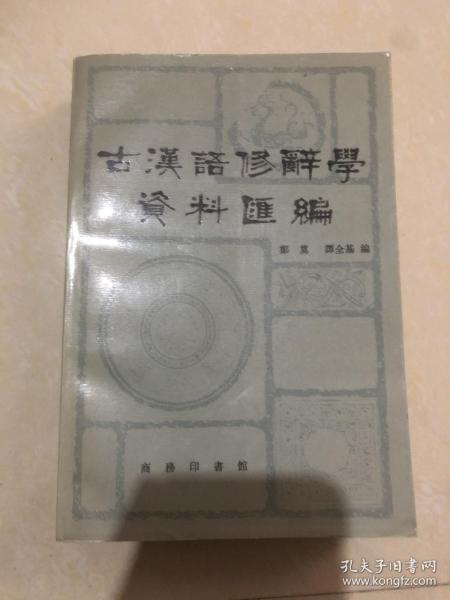 古漢語修辭學
資料匯編
鄭奠 譚全基 編
商務印書館
孔夫子旧书网
www.kongfz.com